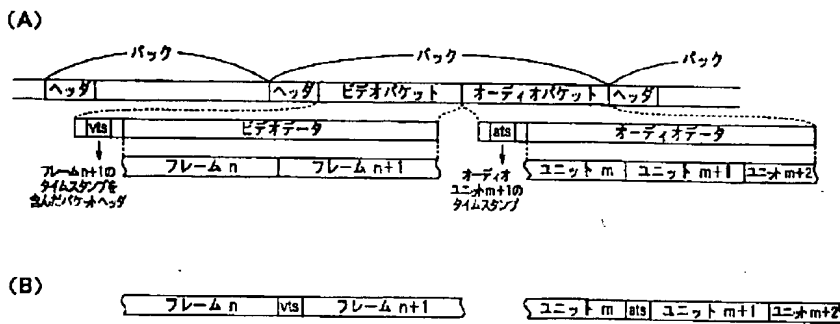 (A)
パック パック パック
ヘッダ ヘッダ ビデオパケット オーディオパケット ヘッダ
vts ビデオデータ ats オーディオデータ
フレーム n フレーム n+1 ユニット m ユニット m+1 ユニット m+2
フレーム n+1の
タイムスタンプを
含んだパケットヘッダ
オーディオ
ユニット m+1の
タイムスタンプ
(B)
フレーム n vts フレーム n+1 ユニット m ats ユニット m+1 ユニット m+2